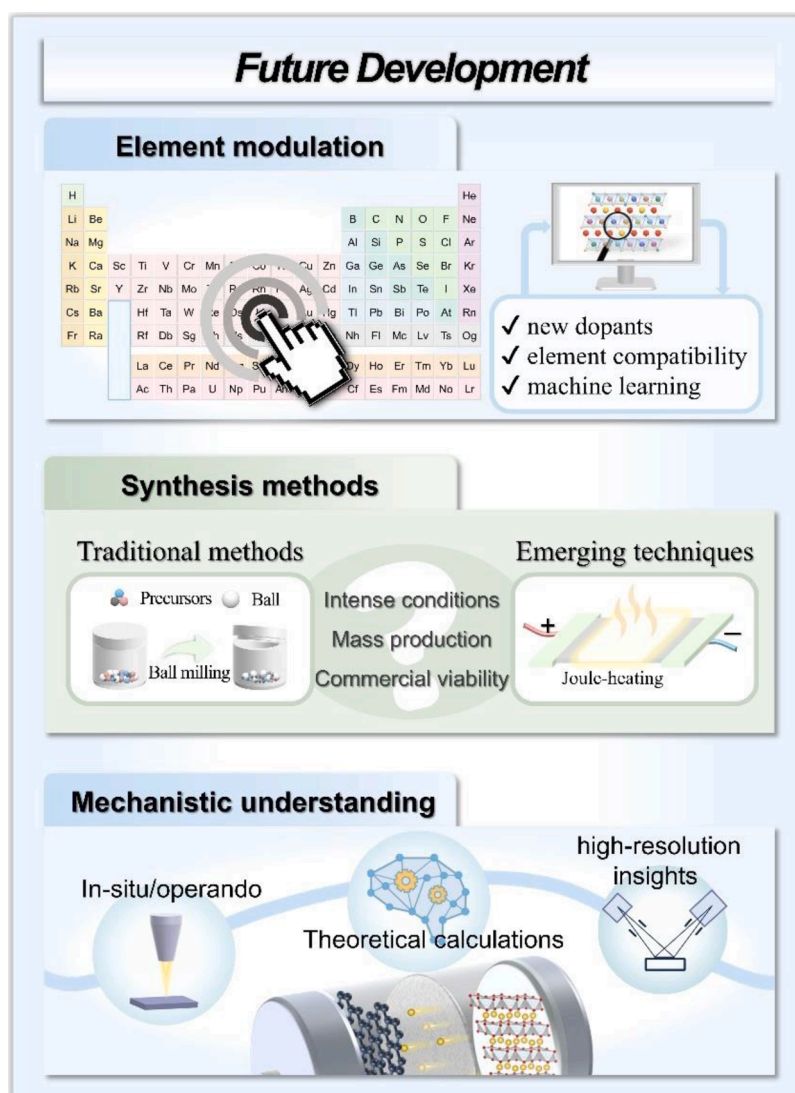 Future Development
Element modulation
H He
Li Be B C N O F Ne
Na Mg Al Si P S Cl Ar
K Ca Sc Ti V Cr Mn Co Cu Zn Ga Ge As Se Br Kr
Rb Sr Y Zr Nb Mo Rh Ag Cd In Sn Sb Te I Xe
Cs Ba Hf Ta W Tl Pb Bi Po At Rn
Fr Ra Rf Db Sg Nh Fl Mc Lv Ts Og
La Ce Pr Nd Dy Ho Er Tm Yb Lu
Ac Th Pa U Np Pu Cf Es Fm Md No Lr
✓ new dopants
✓ element compatibility
✓ machine learning
Synthesis methods
Traditional methods
Precursors Ball
Ball milling
?
Intense conditions
Mass production
Commercial viability
Emerging techniques
+ −
Joule-heating
Mechanistic understanding
In-situ/operando
Theoretical calculations
high-resolution
insights